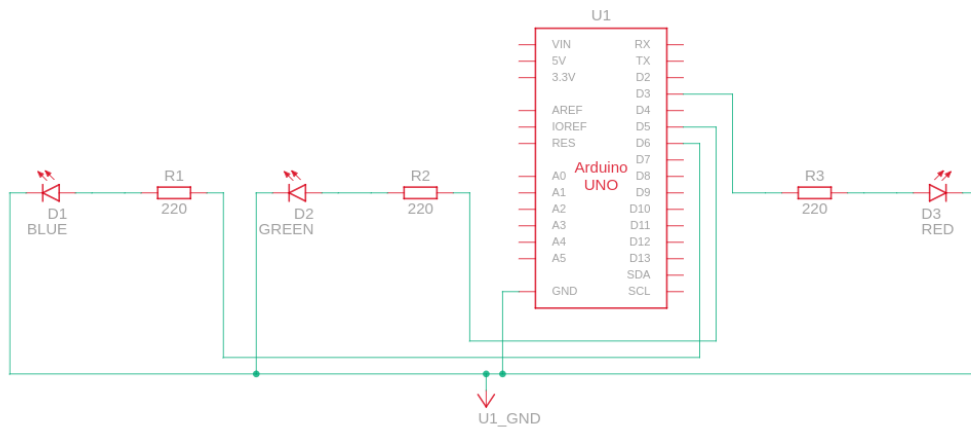 U1
VIN
5V
3.3V
AREF
IOREF
RES
A0
A1
A2
A3
A4
A5
GND
Arduino
UNO
RX
TX
D2
D3
D4
D5
D6
D7
D8
D9
D10
D11
D12
D13
SDA
SCL
R1
220
D1
BLUE
R2
220
D2
GREEN
R3
220
D3
RED
U1_GND